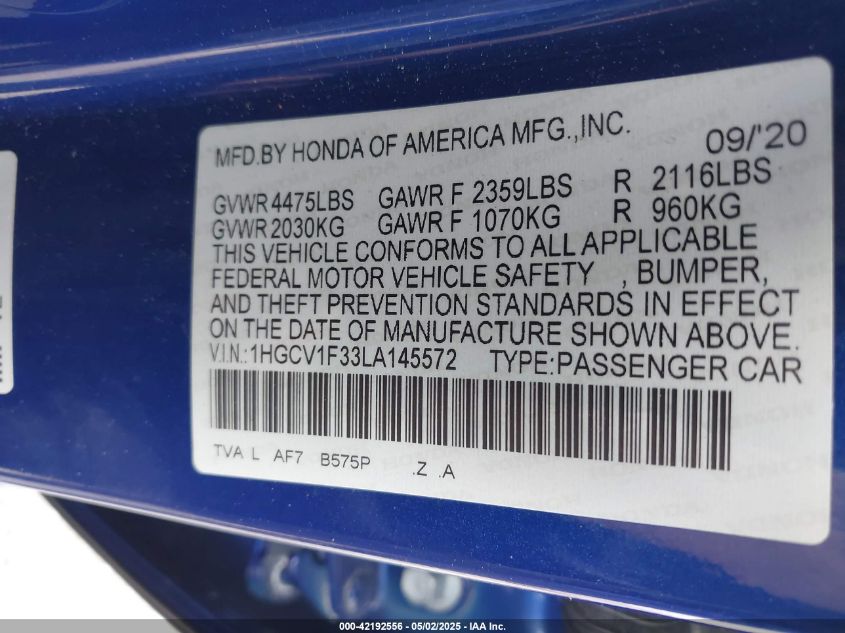 MFD.BY HONDA OF AMERICA MFG.,INC. 09/'20
GVWR 4475LBS GAWR F 2359LBS R 2116LBS
GVWR 2030KG GAWR F 1070KG R 960KG
THIS VEHICLE CONFORMS TO ALL APPLICABLE
FEDERAL MOTOR VEHICLE SAFETY , BUMPER,
AND THEFT PREVENTION STANDARDS IN EFFECT
ON THE DATE OF MANUFACTURE SHOWN ABOVE.
V.I.N.:1HGCV1F33LA145572 TYPE:PASSENGER CAR
TVA L AF7 B575P .Z .A
000-42192556 - 05/02/2025 - IAA Inc.